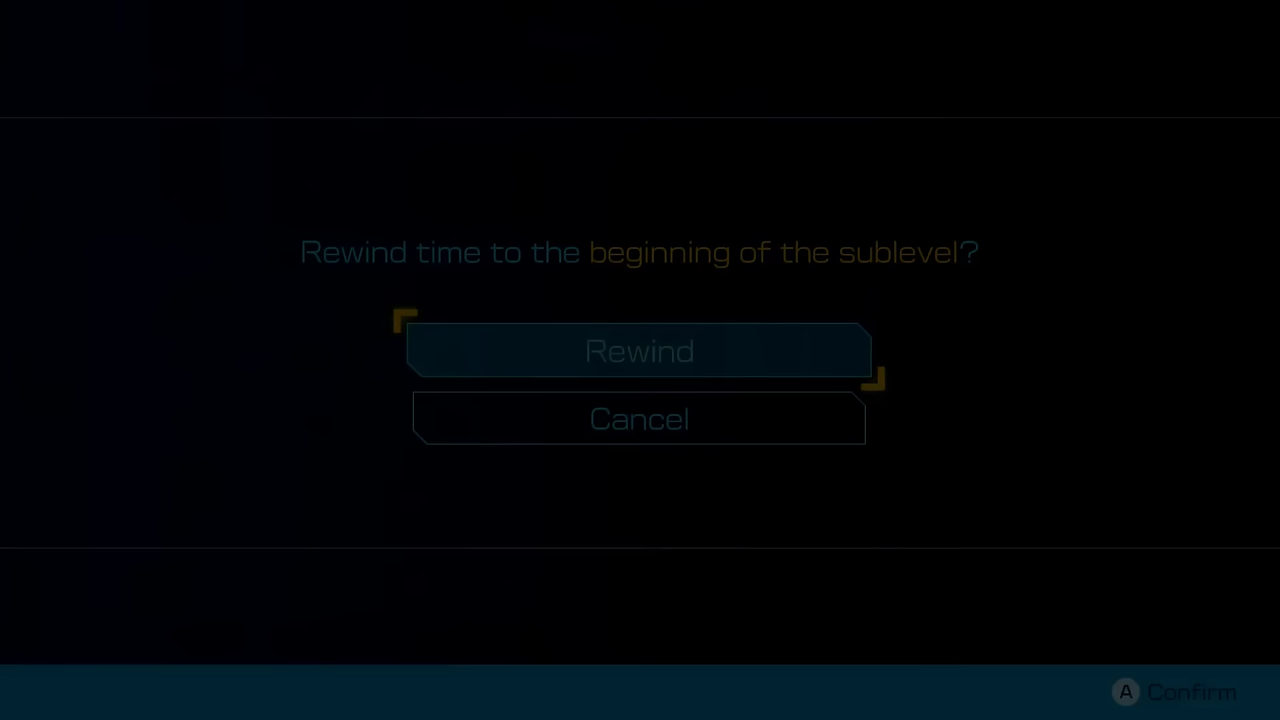 Rewind time to the beginning of the sublevel?
Rewind
Cancel
A Confirm